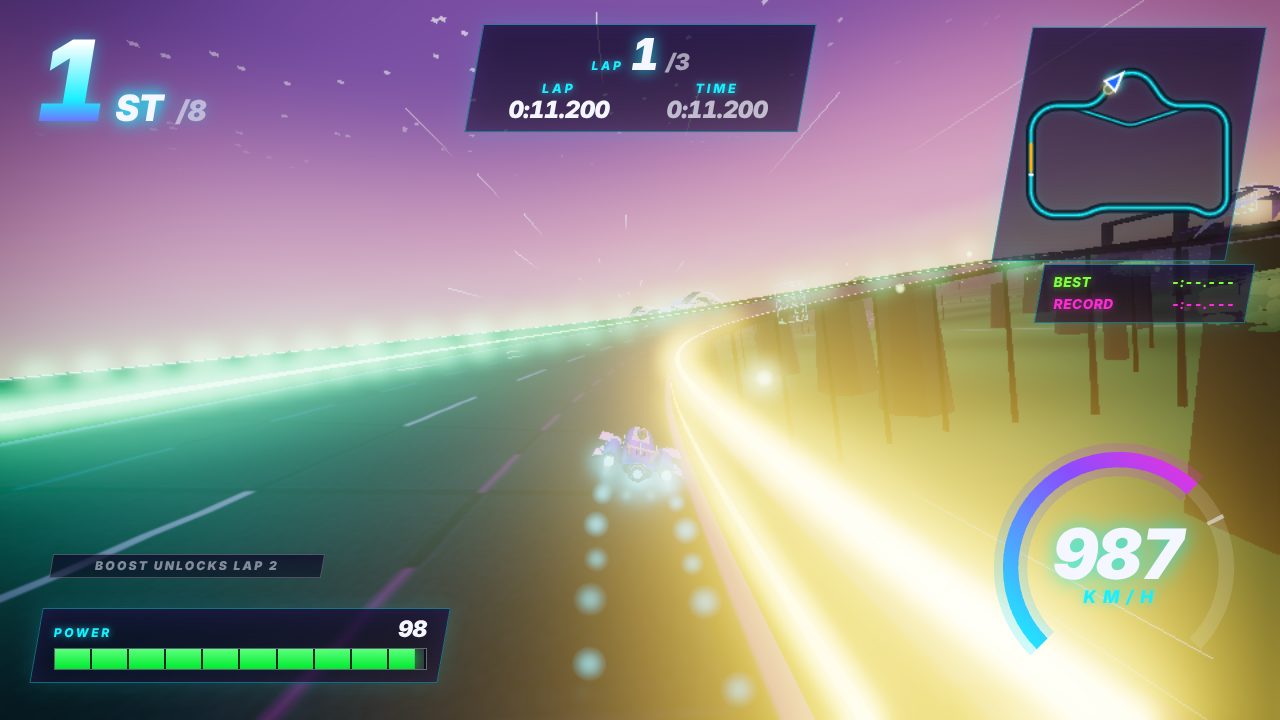 1 ST /8
LAP 1 /3
LAP TIME
0:11.200 0:11.200
BEST -:--.---
RECORD -:--.---
987
KM/H
BOOST UNLOCKS LAP 2
POWER 98